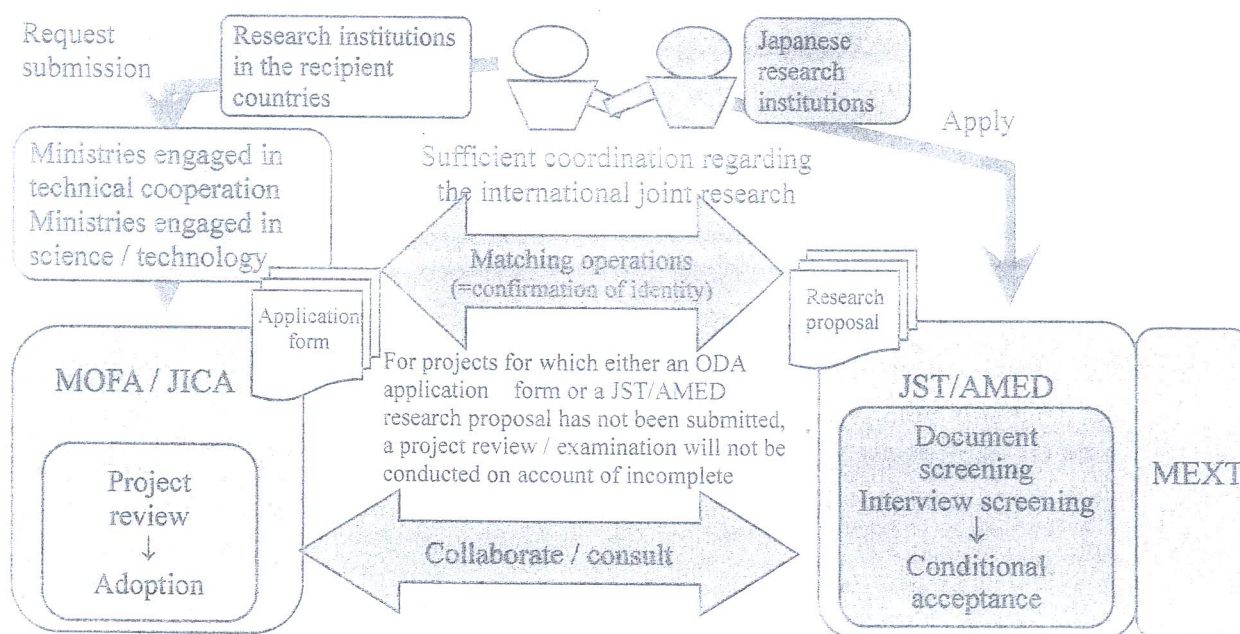 Request
submission
Research institutions
in the recipient
countries
Japanese
research
institutions
Apply
Ministries engaged in
technical cooperation
Ministries engaged in
science / technology
Sufficient coordination regarding
the international joint research
Matching operations
(=confirmation of identity)
Application
form
Research
proposal
MOFA / JICA
For projects for which either an ODA
application form or a JST/AMED
research proposal has not been submitted,
a project review / examination will not be
conducted on account of incomplete
JST/AMED
MEXT
Project
review
↓
Adoption
Collaborate / consult
Document
screening
Interview screening
↓
Conditional
acceptance